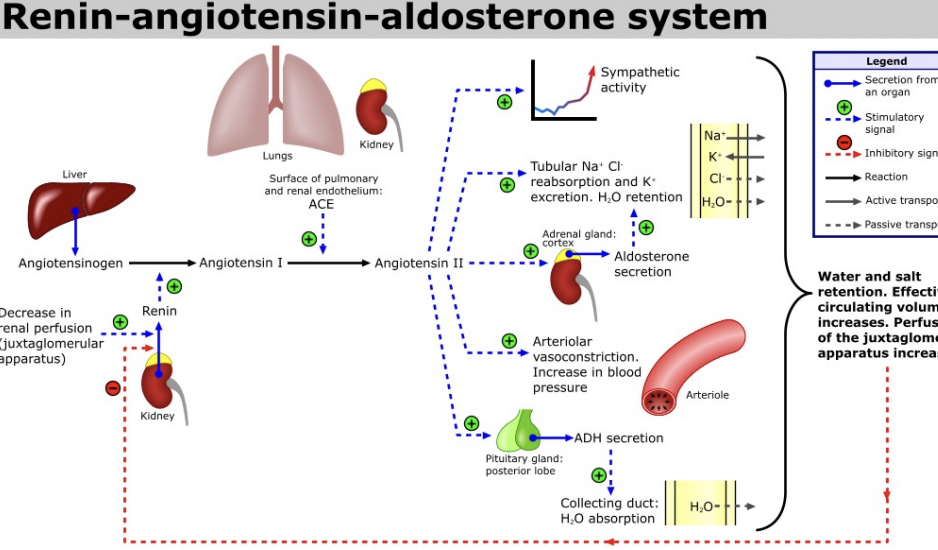 Renin-angiotensin-aldosterone system
Liver
Lungs
Kidney
Surface of pulmonary
and renal endothelium:
ACE
Angiotensinogen
Angiotensin I
Angiotensin II
Renin
Decrease in
renal perfusion
(juxtaglomerular
apparatus)
Kidney
Sympathetic
activity
Tubular Na⁺ Cl⁻
reabsorption and K⁺
excretion. H₂O retention
Adrenal gland:
cortex
Aldosterone
secretion
Arteriolar
vasoconstriction.
Increase in blood
pressure
Arteriole
Pituitary gland:
posterior lobe
ADH secretion
Collecting duct:
H₂O absorption
H₂O
Na⁺
K⁺
Cl⁻
H₂O
Legend
Secretion from
an organ
Stimulatory
signal
Inhibitory sign
Reaction
Active transpo
Passive transp
Water and salt
retention. Effecti
circulating volum
increases. Perfus
of the juxtaglome
apparatus increa